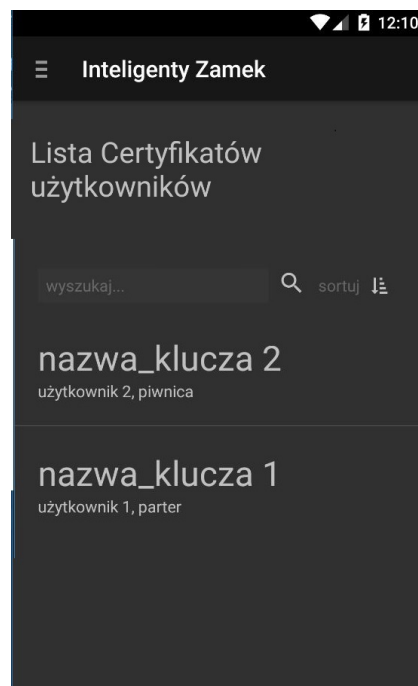 12:10
Inteligenty Zamek
Lista Certyfikatów
użytkowników
wyszukaj... sortuj
nazwa_klucza 2
użytkownik 2, piwnica
nazwa_klucza 1
użytkownik 1, parter